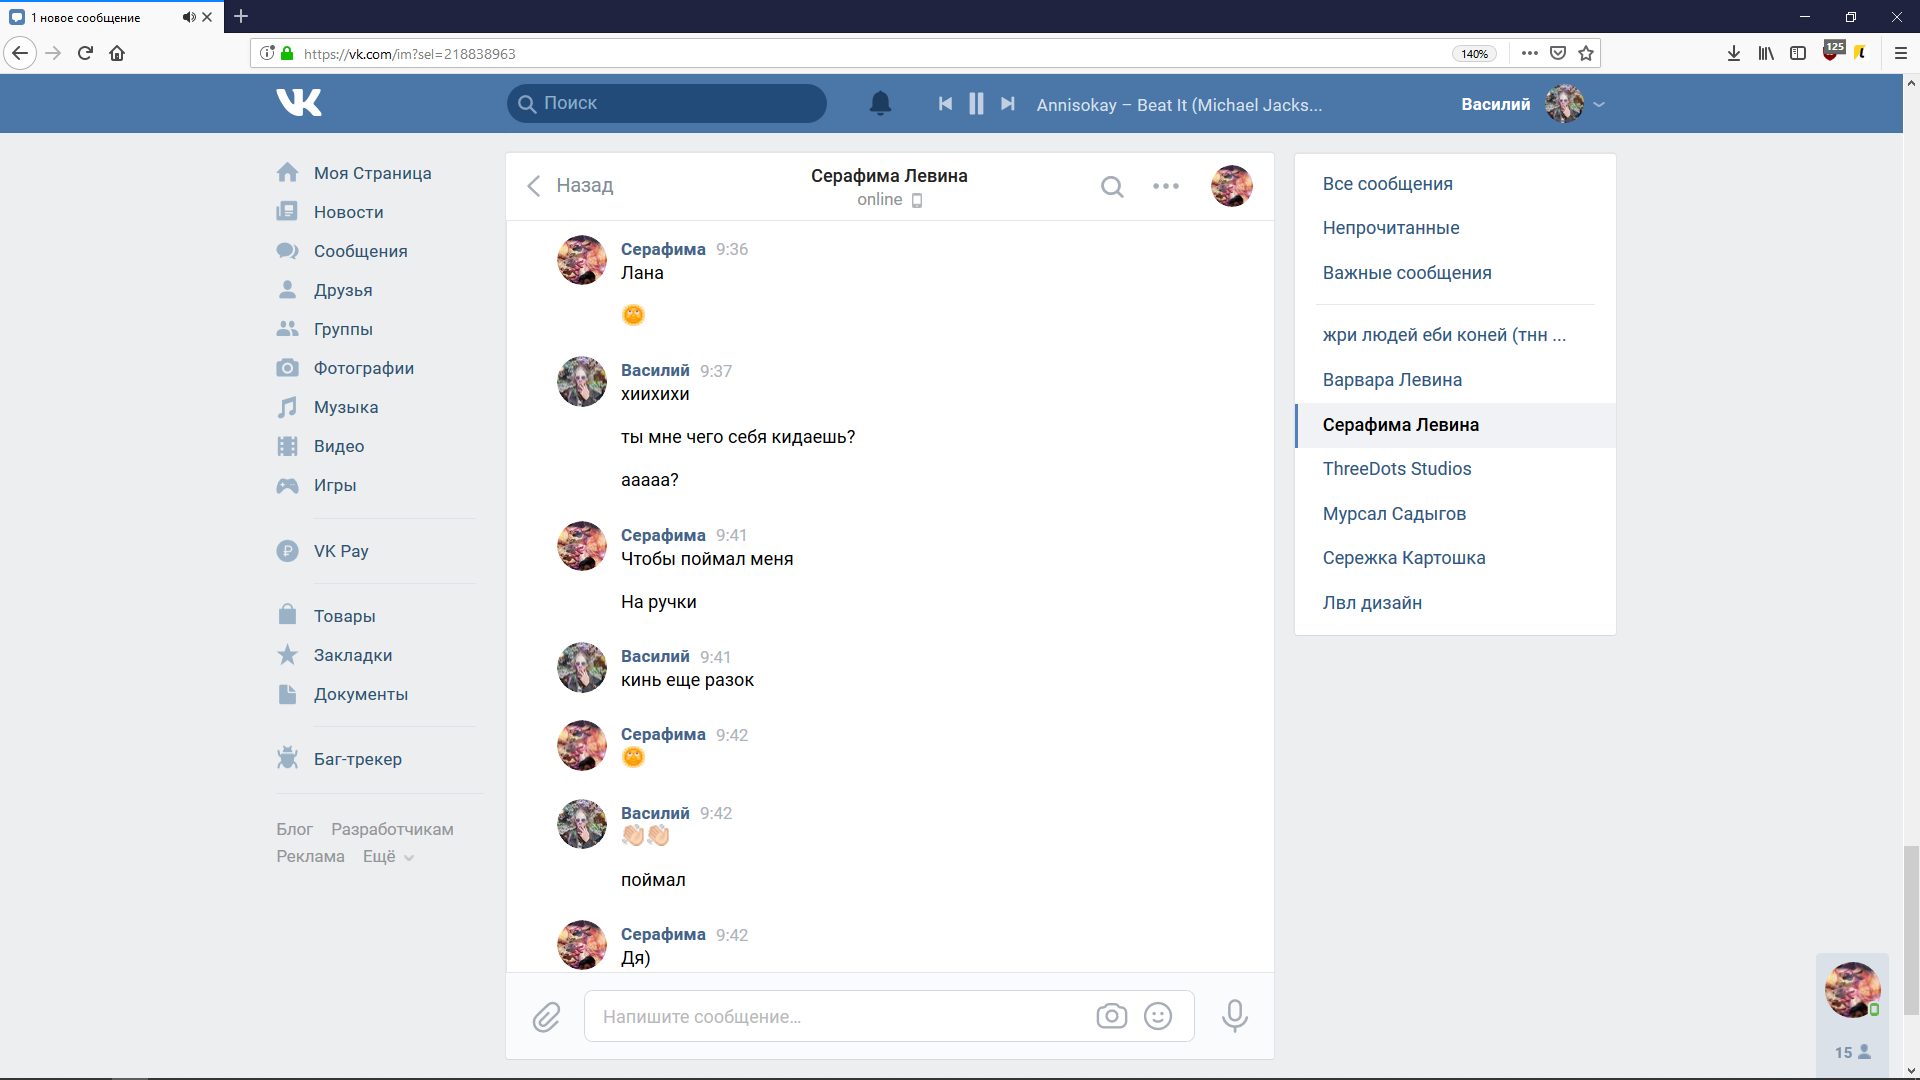 1 новое сообщение
https://vk.com/im?sel=218838963
140%
125
Поиск
Annisokay – Beat It (Michael Jacks...
Василий
Моя Страница
Новости
Сообщения
Друзья
Группы
Фотографии
Музыка
Видео
Игры
VK Pay
Товары
Закладки
Документы
Баг-трекер
Блог Разработчикам
Реклама Ещё
Назад
Серафима Левина
online
Серафима 9:36
Лана
Василий 9:37
хиихихи
ты мне чего себя кидаешь?
ааааа?
Серафима 9:41
Чтобы поймал меня
На ручки
Василий 9:41
кинь еще разок
Серафима 9:42
Василий 9:42
поймал
Серафима 9:42
Дя)
Напишите сообщение...
Все сообщения
Непрочитанные
Важные сообщения
жри людей еби коней (тнн ...
Варвара Левина
Серафима Левина
ThreeDots Studios
Мурсал Садыгов
Сережка Картошка
Лвл дизайн
15